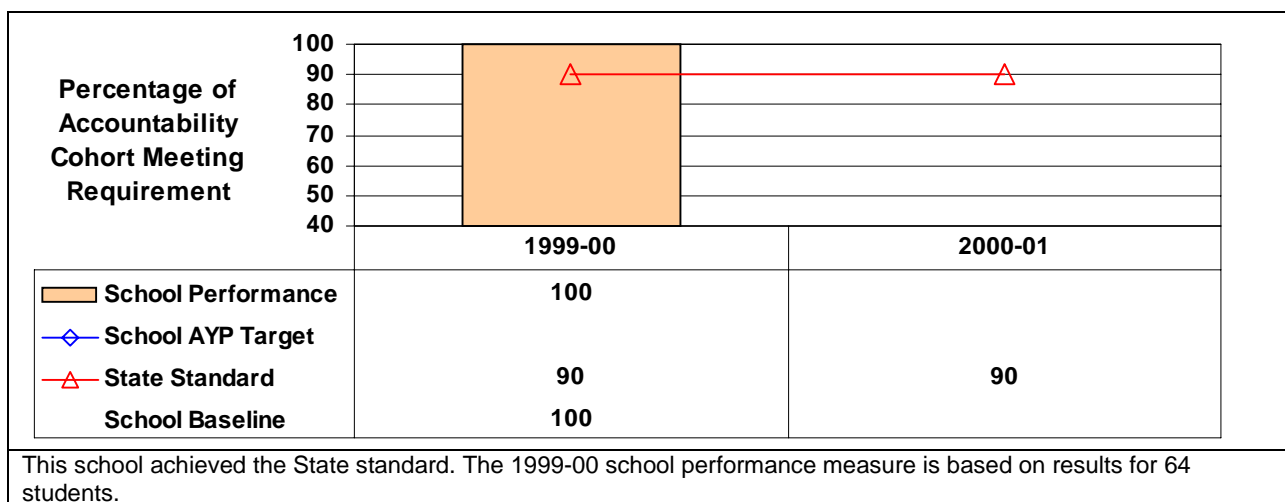 Percentage of
Accountability
Cohort Meeting
Requirement
100
90
80
70
60
50
40
1999-00 2000-01
School Performance 100
School AYP Target
State Standard 90 90
School Baseline 100
This school achieved the State standard. The 1999-00 school performance measure is based on results for 64
students.